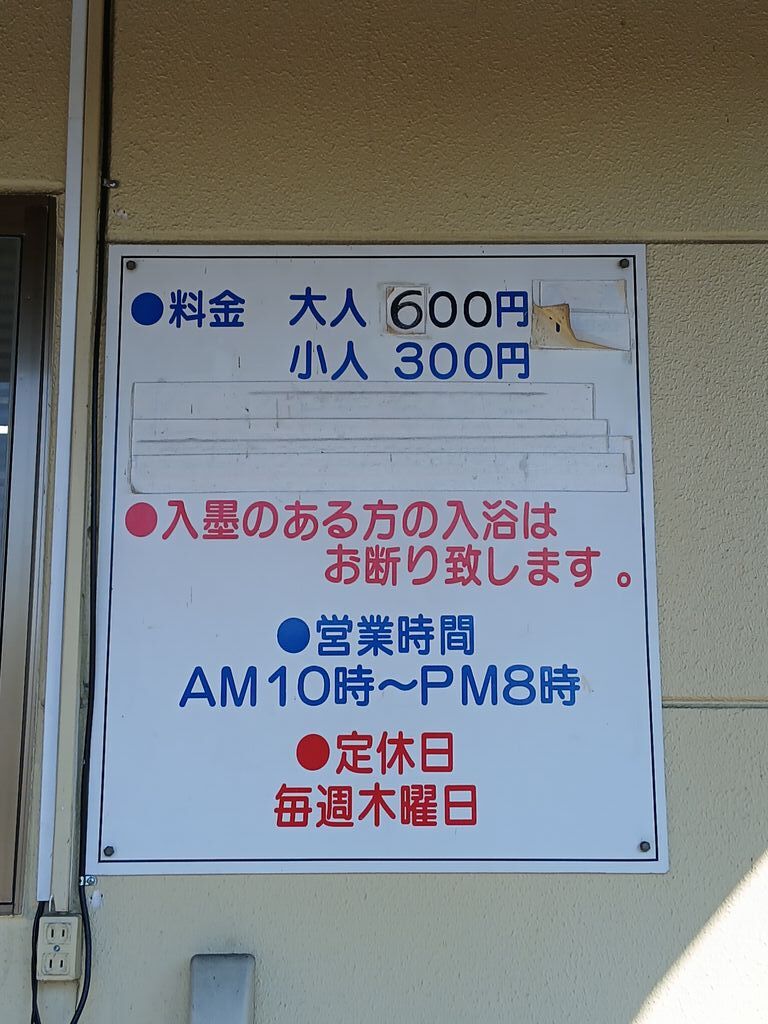 ●料金 大人 600円
小人 300円
●入墨のある方の入浴は
お断り致します。
●営業時間
AM10時～PM8時
●定休日
毎週木曜日